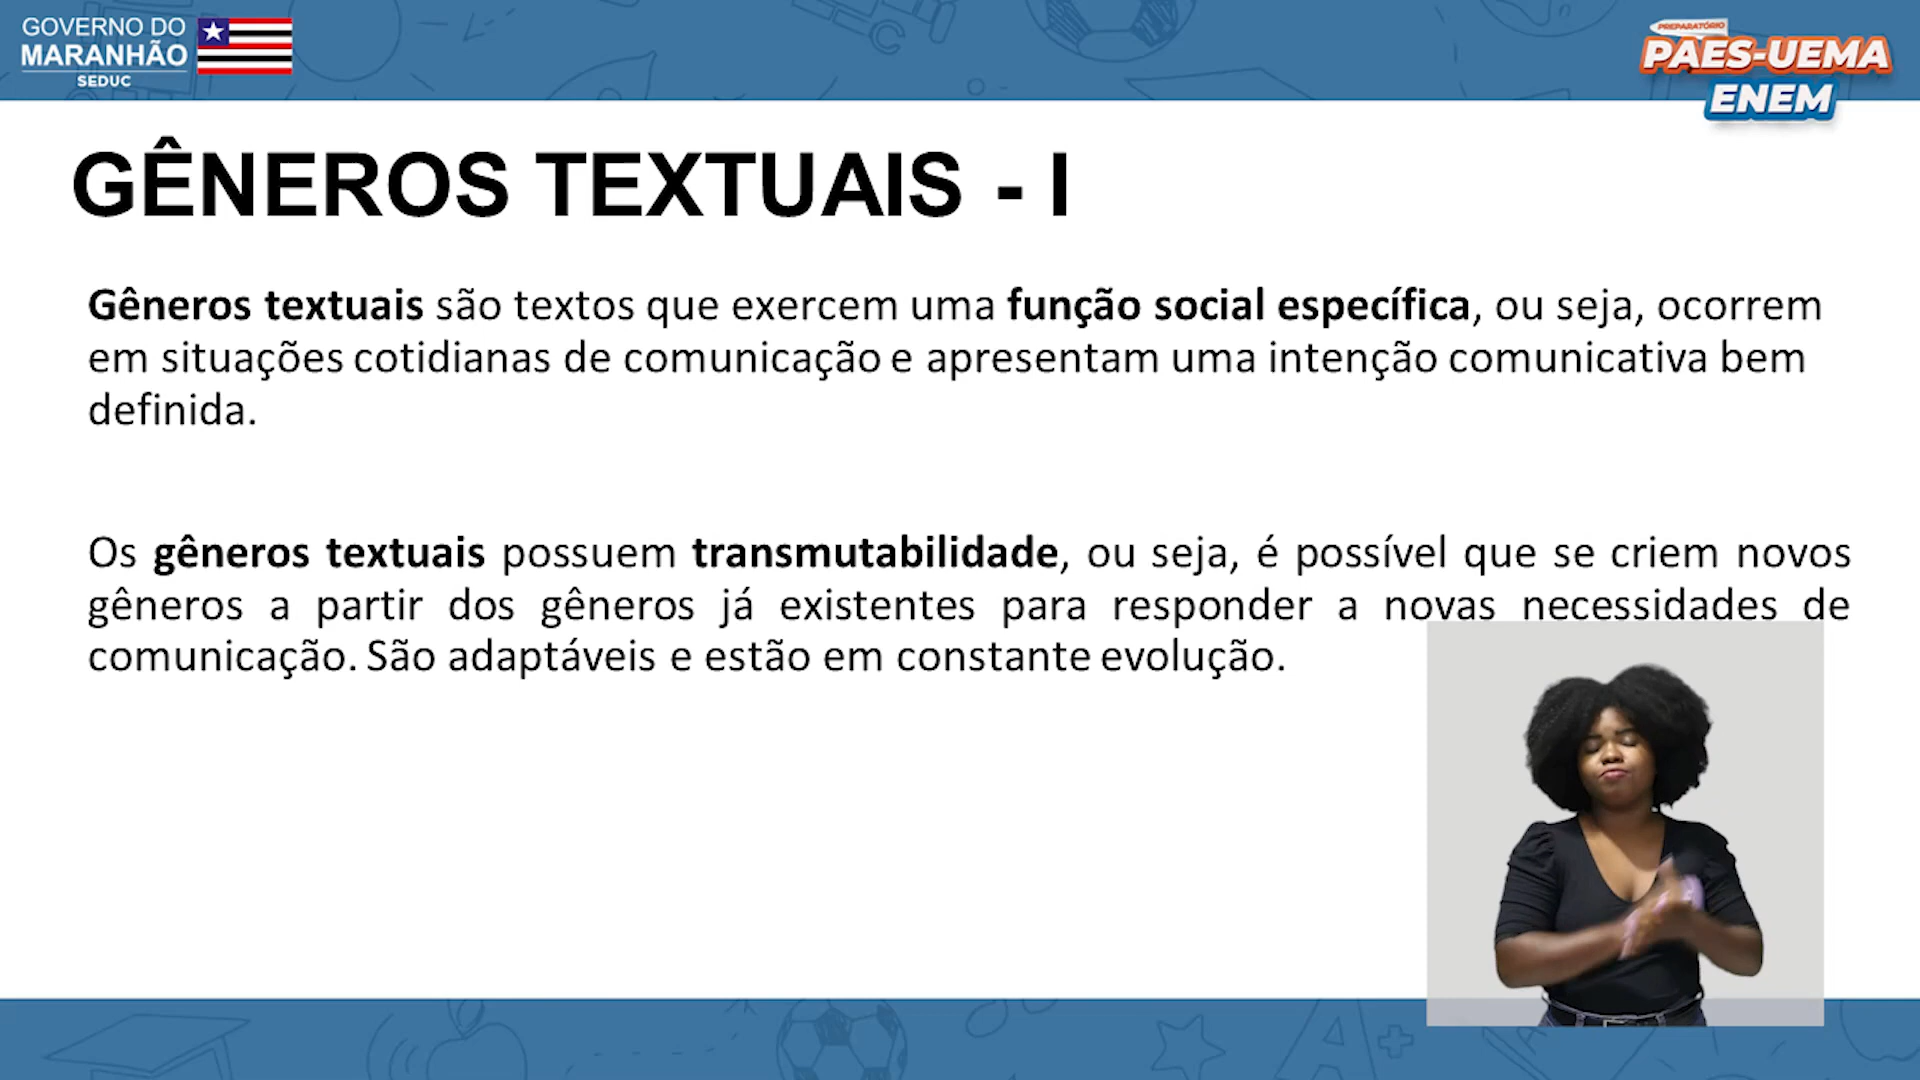 GOVERNO DO
MARANHÃO
SEDUC
PREPARATÓRIO
PAES-UEMA
ENEM
GÊNEROS TEXTUAIS - I
Gêneros textuais são textos que exercem uma função social específica, ou seja, ocorrem
em situações cotidianas de comunicação e apresentam uma intenção comunicativa bem
definida.
Os gêneros textuais possuem transmutabilidade, ou seja, é possível que se criem novos
gêneros a partir dos gêneros já existentes para responder a novas necessidades de
comunicação. São adaptáveis e estão em constante evolução.
A+